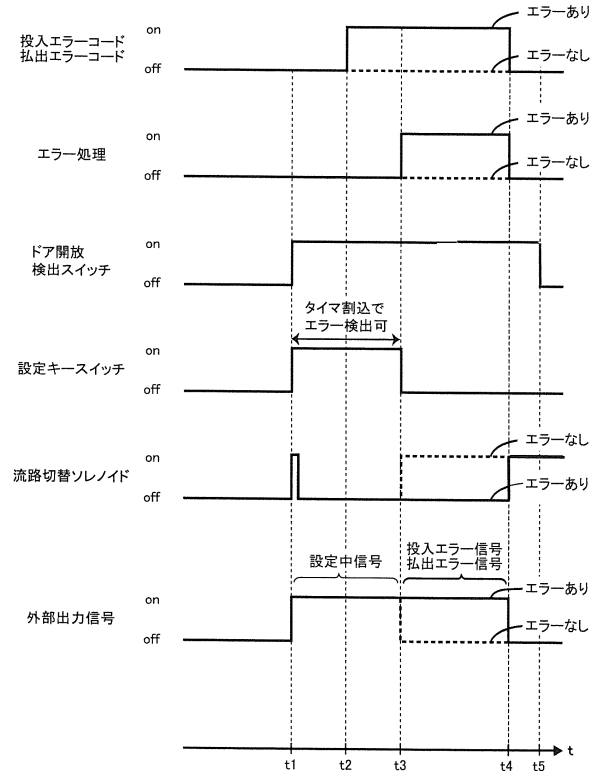 エラーあり
on
投入エラーコード
払出エラーコード
エラーなし
off
エラーあり
on
エラー処理
エラーなし
off
on
ドア開放
検出スイッチ
off
タイマ割込で
エラー検出可
on
設定キースイッチ
off
エラーなし
on
流路切替ソレノイド
エラーあり
off
設定中信号
投入エラー信号
払出エラー信号
エラーあり
on
外部出力信号
エラーなし
off
t
t1 t2 t3 t4 t5